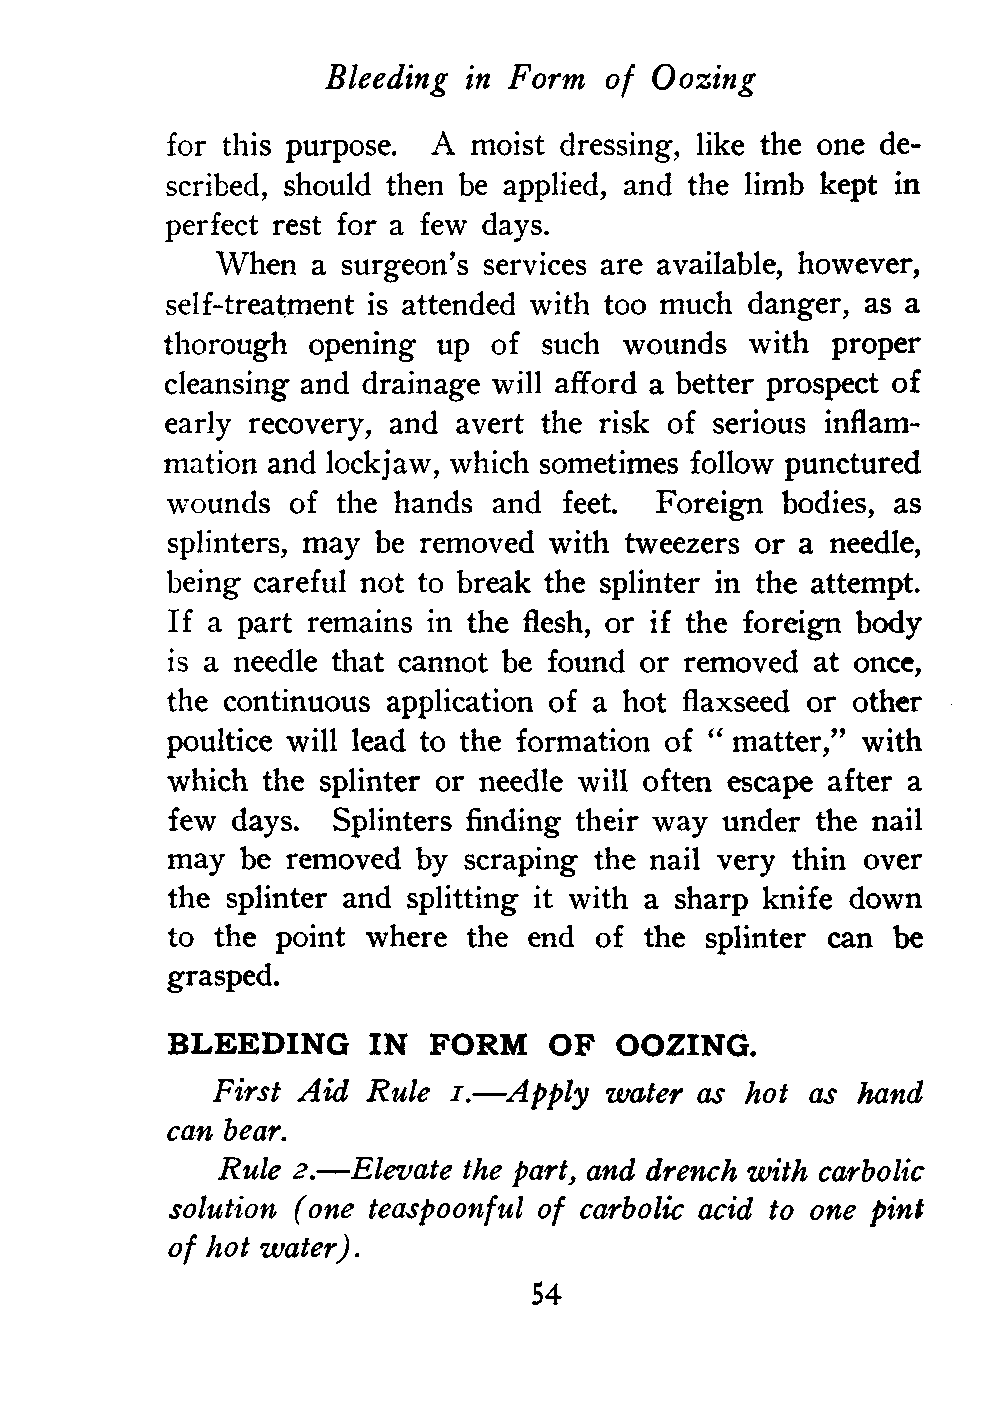 Bleeding in Form of Oozing
for this purpose. A moist dressing, like the one de-
scribed, should then be applied, and the limb kept in
perfect rest for a few days.
When a surgeon's services are available, however,
self-treatment is attended with too much danger, as a
thorough opening up of such wounds with proper
cleansing and drainage will afford a better prospect of
early recovery, and avert the risk of serious inflam-
mation and lockjaw, which sometimes follow punctured
wounds of the hands and feet. Foreign bodies, as
splinters, may be removed with tweezers or a needle,
being careful not to break the splinter in the attempt.
If a part remains in the flesh, or if the foreign body
is a needle that cannot be found or removed at once,
the continuous application of a hot flaxseed or other
poultice will lead to the formation of “ matter,” with
which the splinter or needle will often escape after a
few days. Splinters finding their way under the nail
may be removed by scraping the nail very thin over
the splinter and splitting it with a sharp knife down
to the point where the end of the splinter can be
grasped.
BLEEDING IN FORM OF OOZING.
First Aid Rule 1.—Apply water as hot as hand
can bear.
Rule 2.—Elevate the part, and drench with carbolic
solution (one teaspoonful of carbolic acid to one pint
of hot water).
54